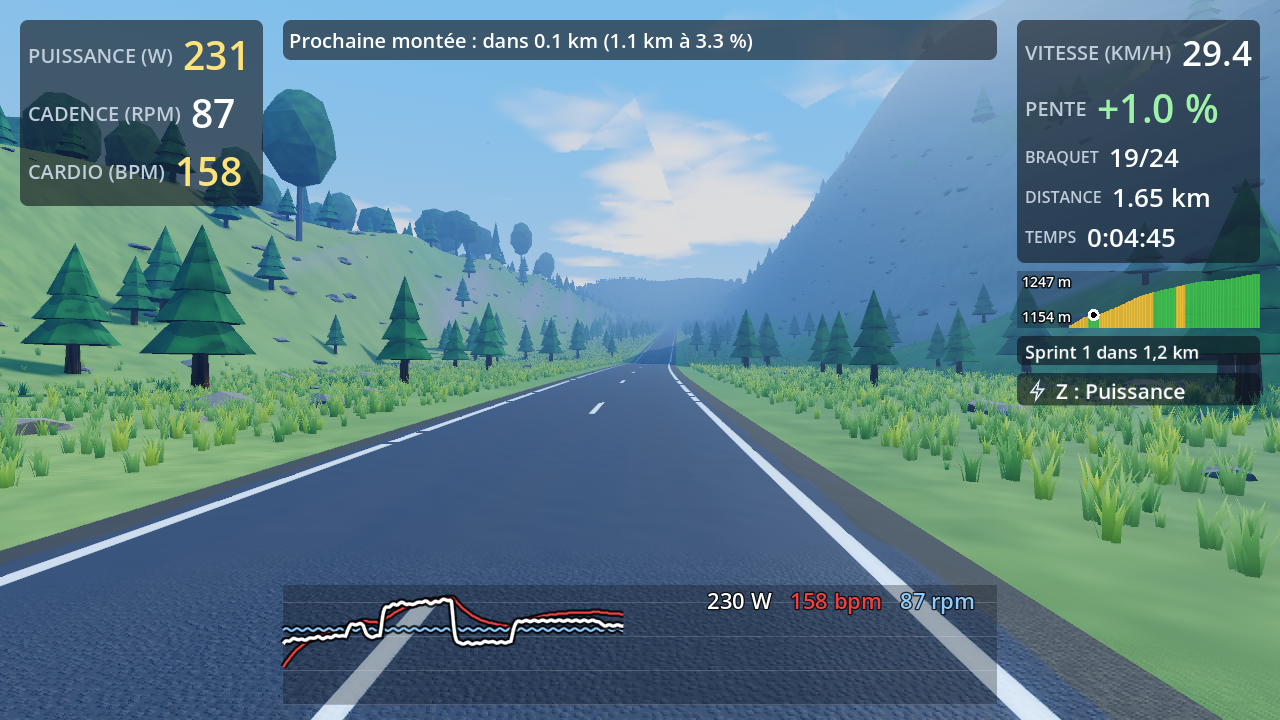 PUISSANCE (W) 231
CADENCE (RPM) 87
CARDIO (BPM) 158
Prochaine montée : dans 0.1 km (1.1 km à 3.3 %)
VITESSE (KM/H) 29.4
PENTE +1.0 %
BRAQUET 19/24
DISTANCE 1.65 km
TEMPS 0:04:45
1247 m
1154 m
Sprint 1 dans 1,2 km
Z : Puissance
230 W 158 bpm 87 rpm